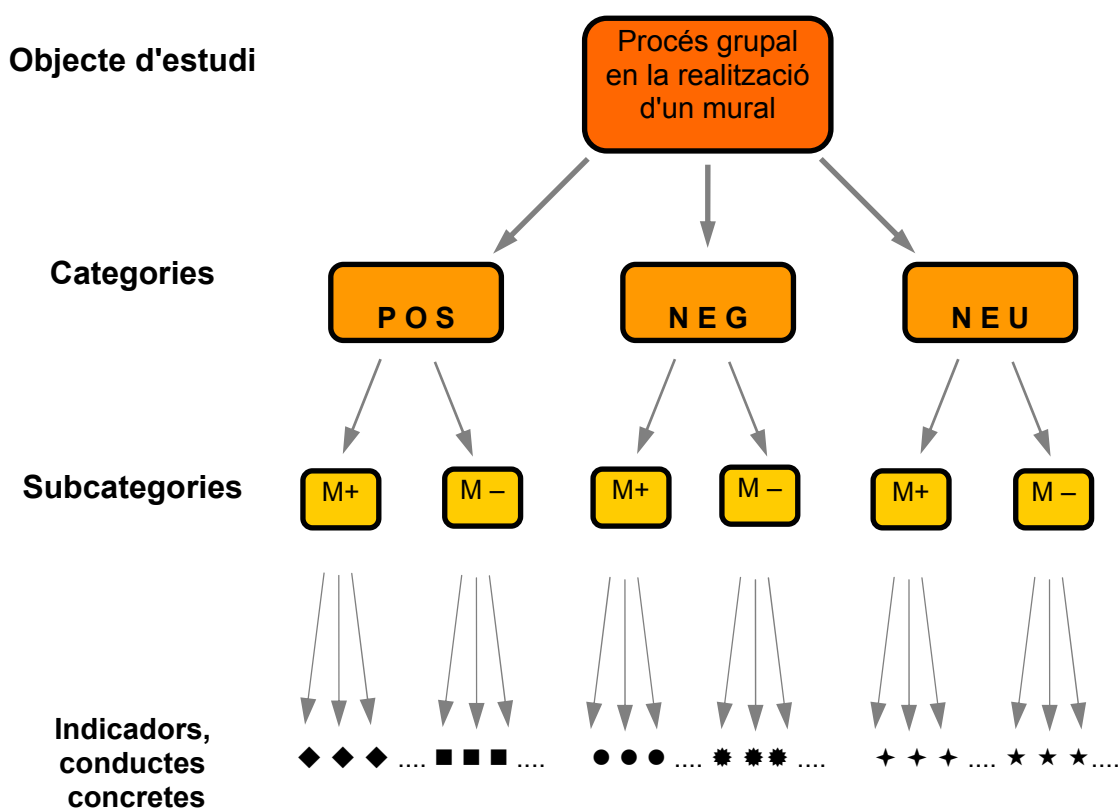 Objecte d'estudi
Procés grupal
en la realització
d'un mural
Categories
P O S
N E G
N E U
Subcategories
M+
M –
M+
M –
M+
M –
Indicadors,
conductes
concretes
◆ ◆ ◆ .... ■ ■ ■ .... ● ● ● .... ✹ ✹ ✹ .... ✦ ✦ ✦ .... ★ ★ ★ ....